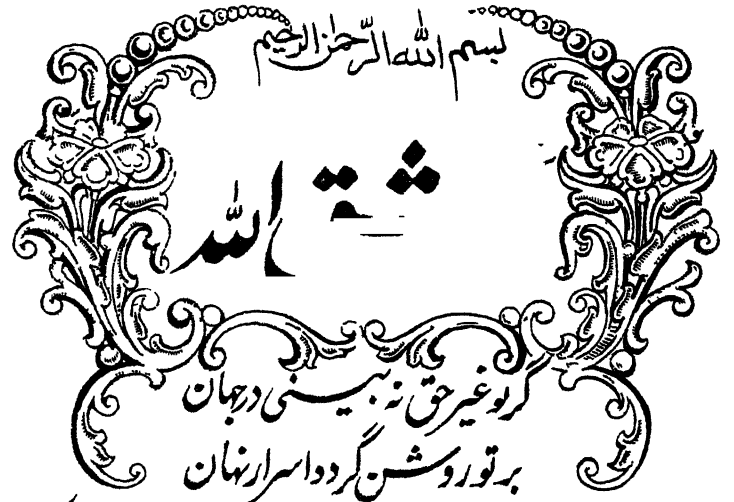 بسم الله الرحمن الرحیم
الله
گر تو غیر حق نه بینی در جهان
بر تو روشن گردد اسرار نهان